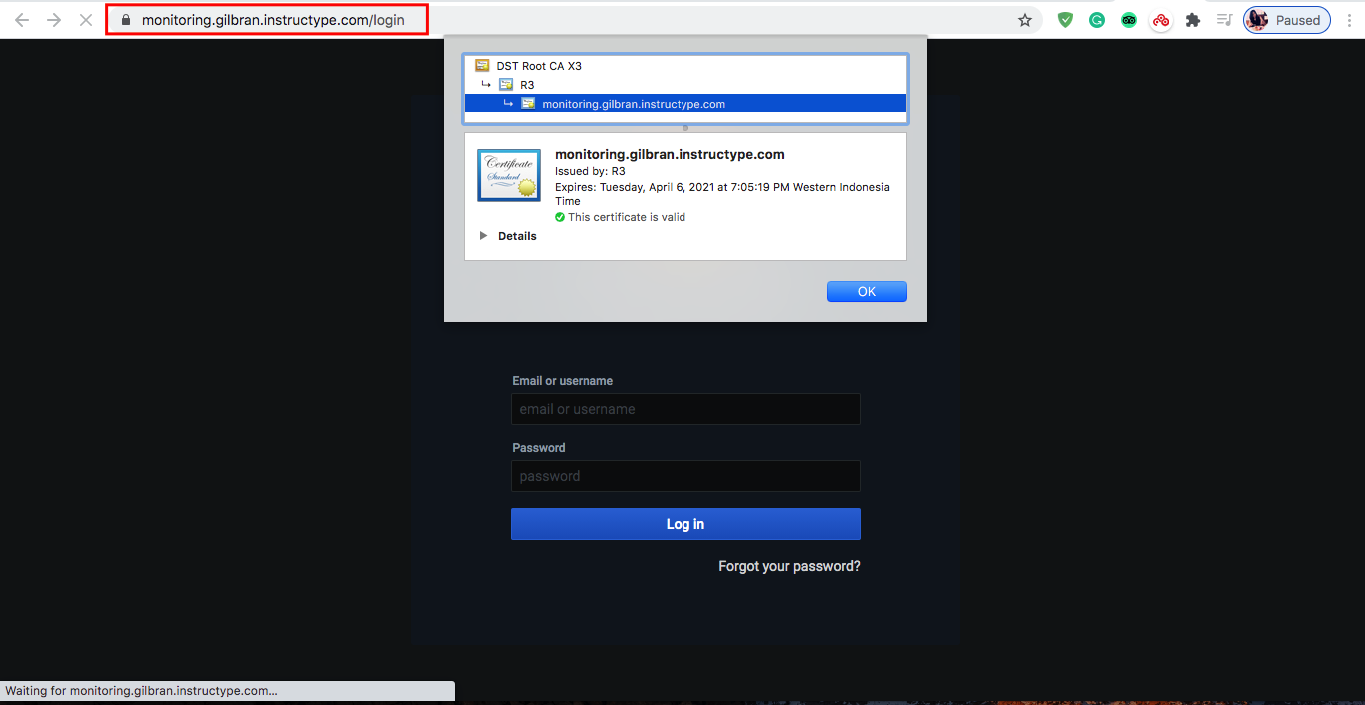 monitoring.gilbran.instructype.com/login
Paused
DST Root CA X3
R3
monitoring.gilbran.instructype.com
Certificate
Standard
monitoring.gilbran.instructype.com
Issued by: R3
Expires: Tuesday, April 6, 2021 at 7:05:19 PM Western Indonesia
Time
This certificate is valid
Details
OK
Email or username
email or username
Password
password
Log in
Forgot your password?
Waiting for monitoring.gilbran.instructype.com...